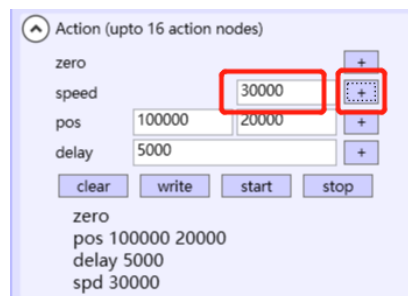 Action (upto 16 action nodes)
zero +
speed 30000 +
pos 100000 20000 +
delay 5000 +
clear write start stop
zero
pos 100000 20000
delay 5000
spd 30000